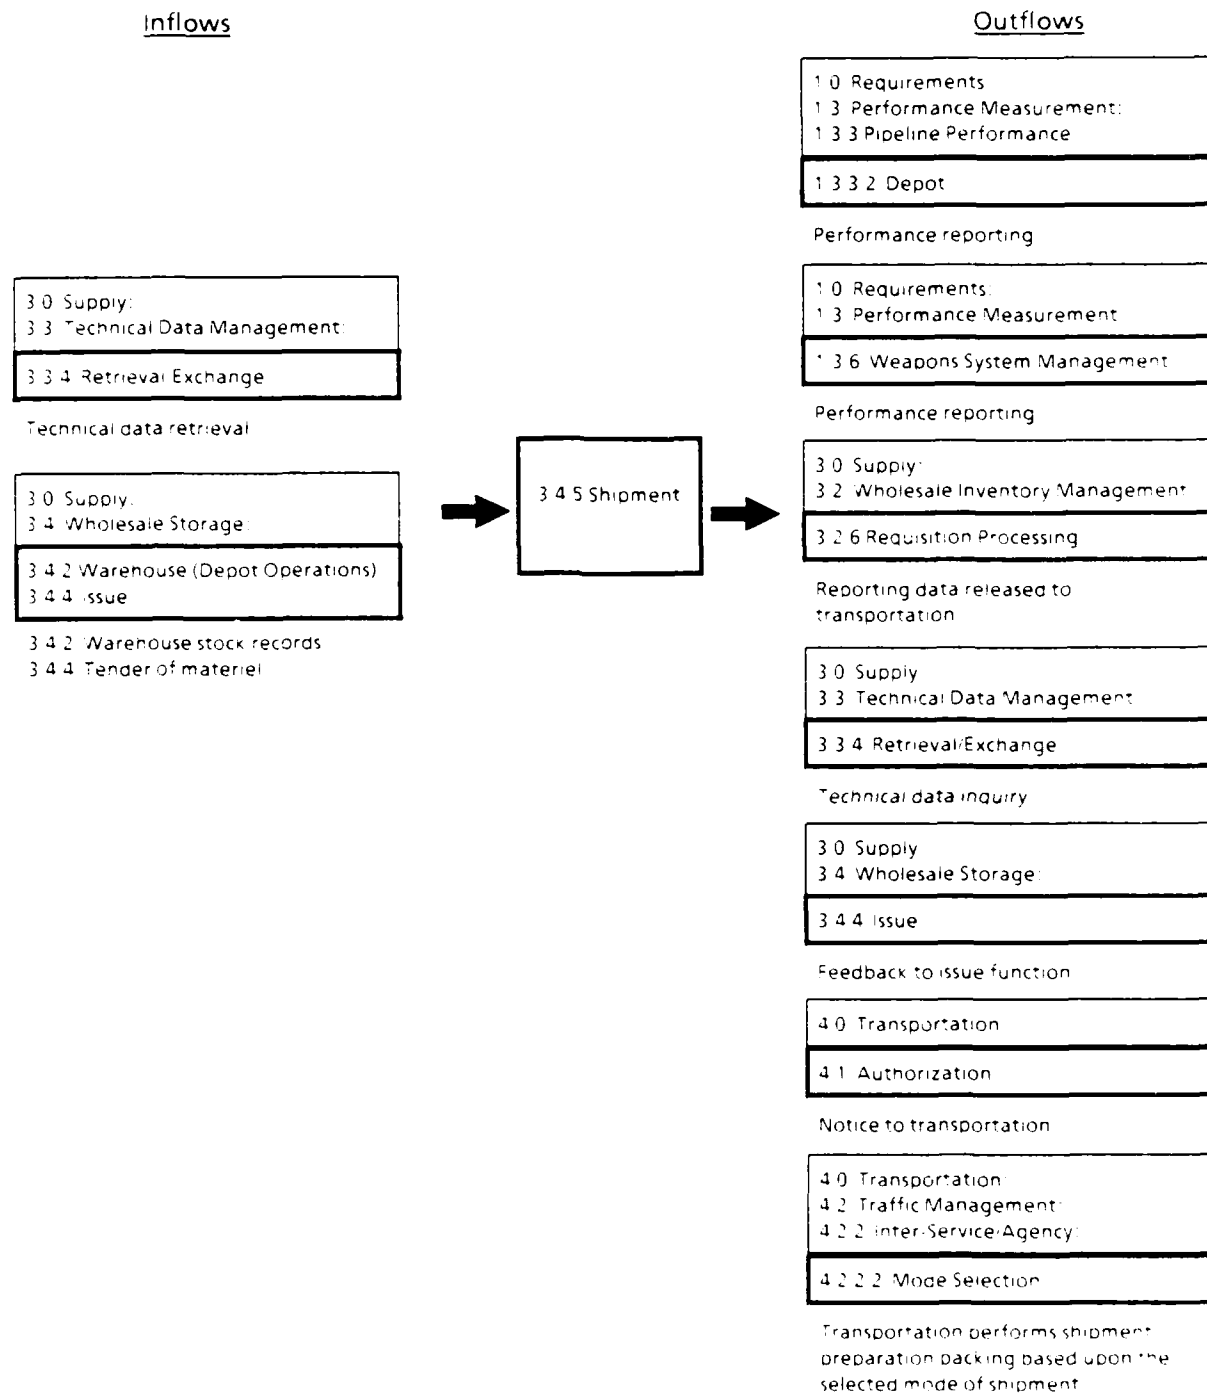 Inflows
3.0 Supply:
3.3 Technical Data Management:
3.3.4 Retrieval Exchange
Technical data retrieval
3.0 Supply:
3.4 Wholesale Storage:
3.4.2 Warehouse (Depot Operations)
3.4.4 Issue
3.4.2 Warehouse stock records
3.4.4 Tender of materiel
3.4.5 Shipment
Outflows
1.0 Requirements
1.3 Performance Measurement:
1.3.3 Pipeline Performance
1.3.3.2 Depot
Performance reporting
1.0 Requirements:
1.3 Performance Measurement
1.3.6 Weapons System Management
Performance reporting
3.0 Supply:
3.2 Wholesale Inventory Management
3.2.6 Requisition Processing
Reporting data released to
transportation
3.0 Supply
3.3 Technical Data Management
3.3.4 Retrieval/Exchange
Technical data inquiry
3.0 Supply
3.4 Wholesale Storage:
3.4.4 Issue
Feedback to issue function
4.0 Transportation
4.1 Authorization
Notice to transportation
4.0 Transportation:
4.2 Traffic Management:
4.2.2 Inter-Service/Agency:
4.2.2.2 Mode Selection
Transportation performs shipment
preparation packing based upon the
selected mode of shipment